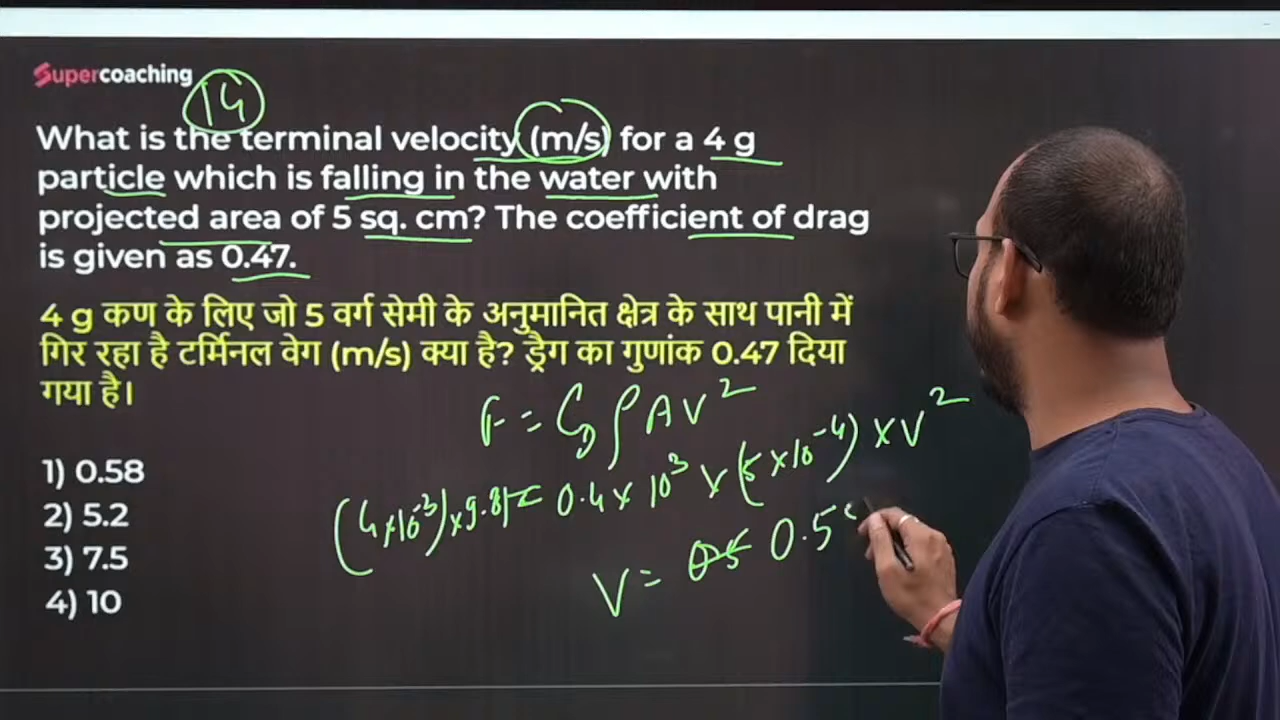 Supercoaching
14
What is the terminal velocity (m/s) for a 4 g
particle which is falling in the water with
projected area of 5 sq. cm? The coefficient of drag
is given as 0.47.
4 g कण के लिए जो 5 वर्ग सेमी के अनुमानित क्षेत्र के साथ पानी में
गिर रहा है टर्मिनल वेग (m/s) क्या है? ड्रैग का गुणांक 0.47 दिया
गया है।
F = C_D ρ A V²
(4×10⁻³)×9.81 = 0.4×10³ × (5×10⁻⁴) × V²
V = 0.5
1) 0.58
2) 5.2
3) 7.5
4) 10